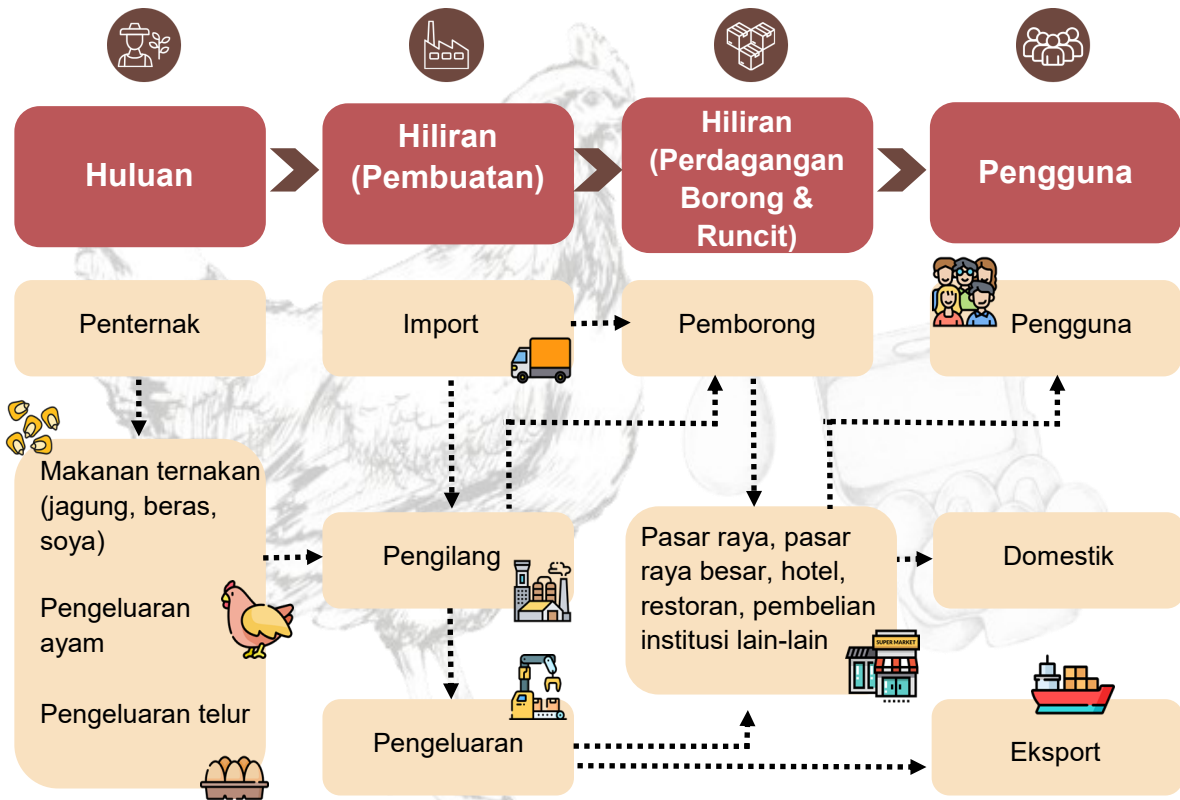 Huluan
Hiliran
(Pembuatan)
Hiliran
(Perdagangan
Borong &
Runcit)
Pengguna
Penternak
Import
Pemborong
Pengguna
Makanan ternakan
(jagung, beras,
soya)
Pengeluaran
ayam
Pengeluaran telur
Pengilang
Pengeluaran
Pasar raya, pasar
raya besar, hotel,
restoran, pembelian
institusi lain-lain
SUPER MARKET
Domestik
Eksport